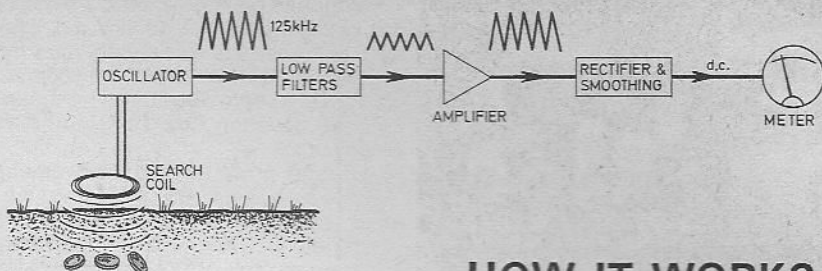 125kHz
OSCILLATOR
LOW PASS
FILTERS
AMPLIFIER
RECTIFIER &
SMOOTHING
d.c.
METER
SEARCH
COIL
HOW IT WORKS